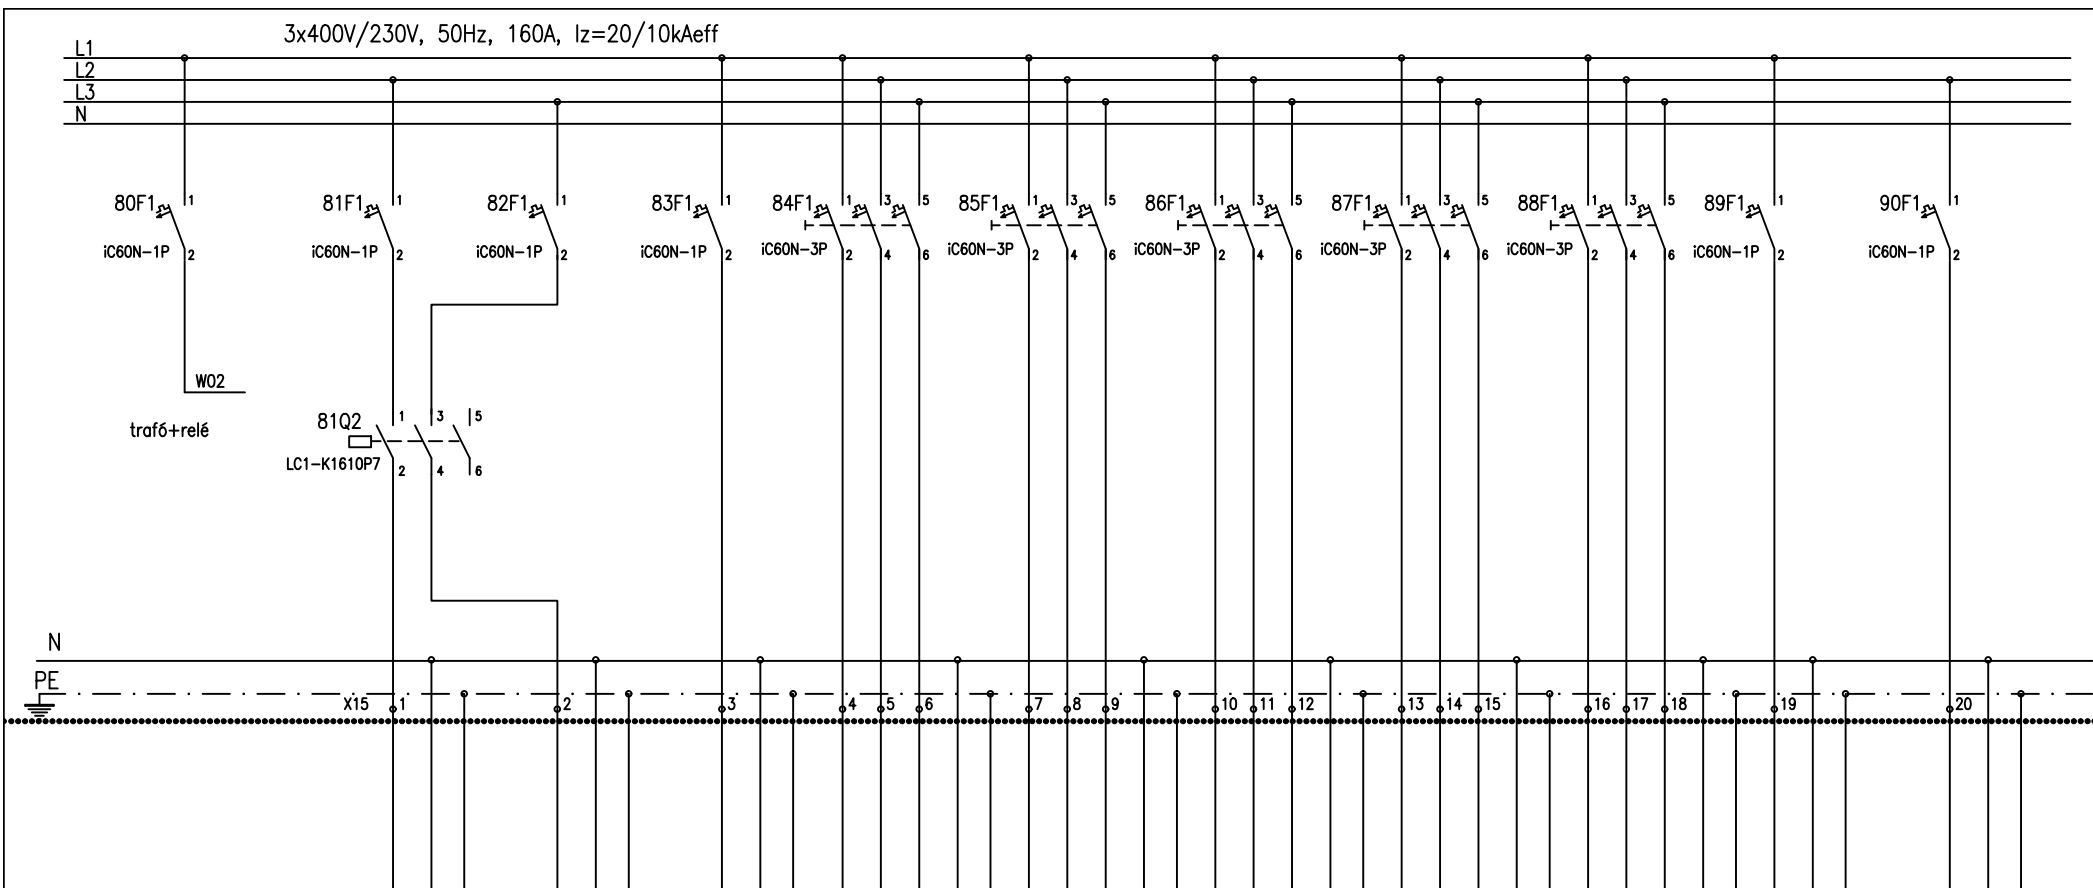 3x400V/230V, 50Hz, 160A, Iz=20/10kAeff
L1
L2
L3
N
80F1 1
iC60N-1P 2
81F1 1
iC60N-1P 2
82F1 1
iC60N-1P 2
83F1 1
iC60N-1P 2
84F1 1 3 5
iC60N-3P 2 4 6
85F1 1 3 5
iC60N-3P 2 4 6
86F1 1 3 5
iC60N-3P 2 4 6
87F1 1 3 5
iC60N-3P 2 4 6
88F1 1 3 5
iC60N-3P 2 4 6
89F1 1
iC60N-1P 2
90F1 1
iC60N-1P 2
W02
trafó+relé
81Q2 1 3 5
LC1-K1610P7 2 4 6
N
PE
X15 1 2 3 4 5 6 7 8 9 10 11 12 13 14 15 16 17 18 19 20